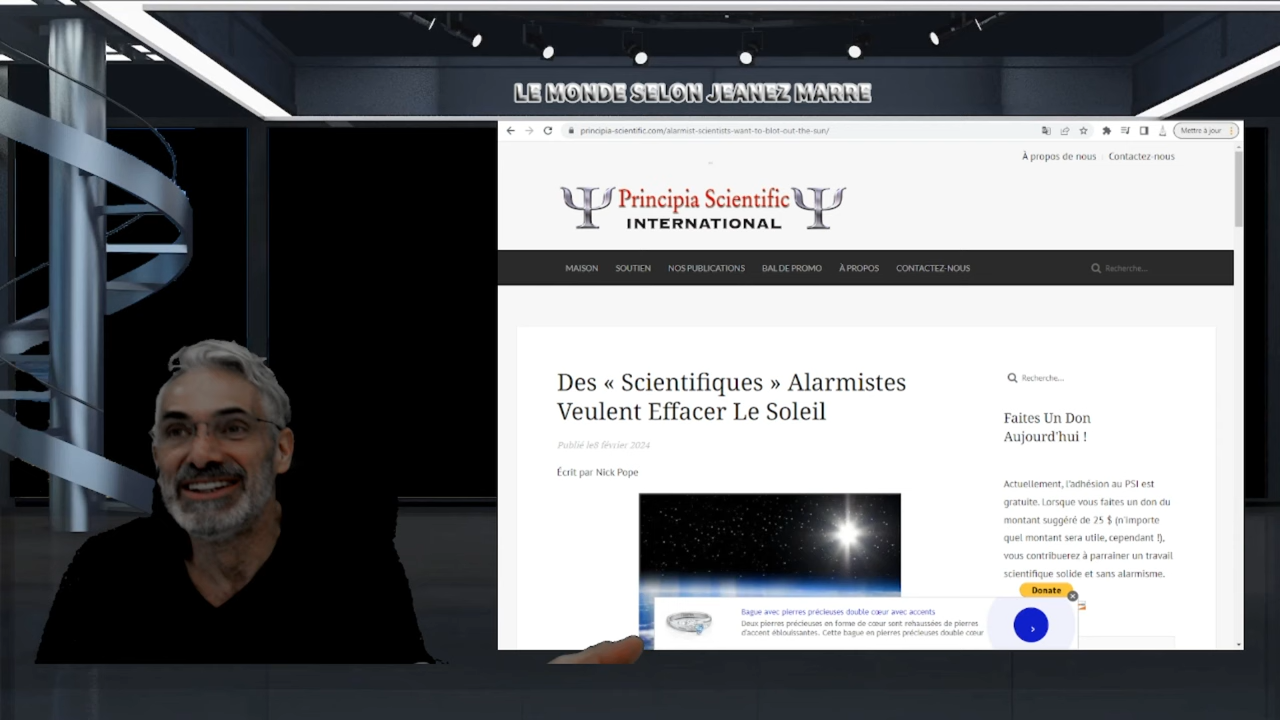 LE MONDE SELON JEANEZ MARRE
principia-scientific.com/alarmist-scientists-want-to-blot-out-the-sun/
Mettre à jour
À propos de nous
Contactez-nous
Principia Scientific
INTERNATIONAL
MAISON SOUTIEN NOS PUBLICATIONS BAL DE PROMO À PROPOS CONTACTEZ-NOUS
Recherche...
Des « Scientifiques » Alarmistes
Veulent Effacer Le Soleil
Publié le8 février 2024
Écrit par Nick Pope
Recherche...
Faites Un Don
Aujourd'hui !
Actuellement, l'adhésion au PSI est
gratuite. Lorsque vous faites un don du
montant suggéré de 25 $ (n'importe
quel montant sera utile, cependant !),
vous contribuerez à parrainer un travail
scientifique solide et sans alarmisme.
Donate
Bague avec pierres précieuses double cœur avec accents
Deux pierres précieuses en forme de cœur sont rehaussées de pierres
d'accent éblouissantes. Cette bague en pierres précieuses double cœur